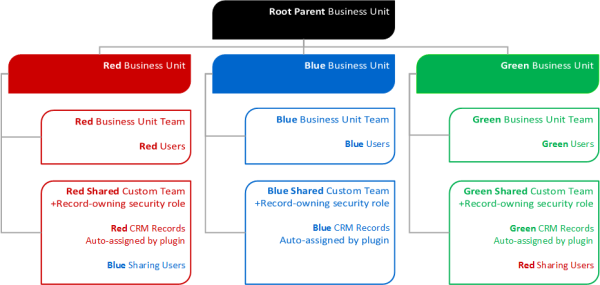 Root Parent Business Unit
Red Business Unit
Blue Business Unit
Green Business Unit
Red Business Unit Team
Red Users
Blue Business Unit Team
Blue Users
Green Business Unit Team
Green Users
Red Shared Custom Team
+Record-owning security role
Red CRM Records
Auto-assigned by plugin
Blue Sharing Users
Blue Shared Custom Team
+Record-owning security role
Blue CRM Records
Auto-assigned by plugin
Green Shared Custom Team
+Record-owning security role
Green CRM Records
Auto-assigned by plugin
Red Sharing Users